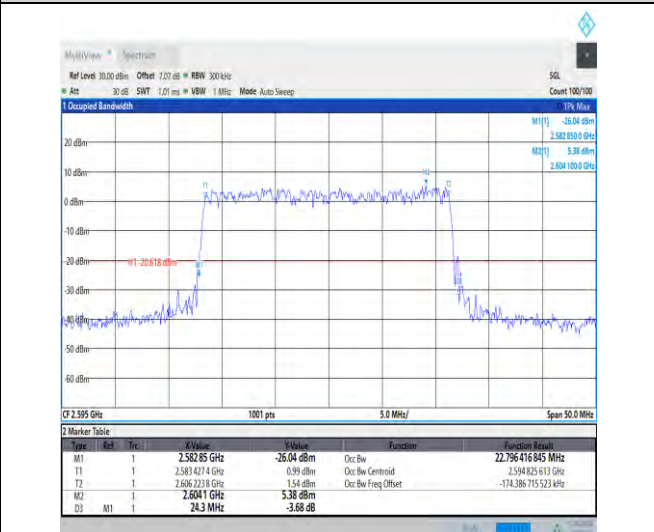 MultiView Spectrum
Ref Level 30.00 dBm Offset 7.07 dB RBW 300 kHz SGL
Att 30 dB SWT 1.01 ms VBW 1 MHz Mode Auto Sweep Count 100/100
1 Occupied Bandwidth 1Pk Max
M1[1] -26.04 dBm
2.582 850 0 GHz
M2[1] 5.38 dBm
2.604 100 0 GHz
20 dBm
10 dBm
0 dBm
-10 dBm
-20 dBm
H1 -20.618 dBm
-30 dBm
-40 dBm
-50 dBm
-60 dBm
T1
M2
T2
M1
CF 2.595 GHz 1001 pts 5.0 MHz/ Span 50.0 MHz
2 Marker Table
Type Ref Trc X-Value Y-Value Function Function Result
M1 1 2.582 85 GHz -26.04 dBm Occ Bw 22.796 416 845 MHz
T1 1 2.583 427 4 GHz 0.99 dBm Occ Bw Centroid 2.594 825 613 GHz
T2 1 2.606 223 8 GHz 1.54 dBm Occ Bw Freq Offset -174.386 715 523 kHz
M2 1 2.604 1 GHz 5.38 dBm
D3 M1 1 24.3 MHz -3.68 dB